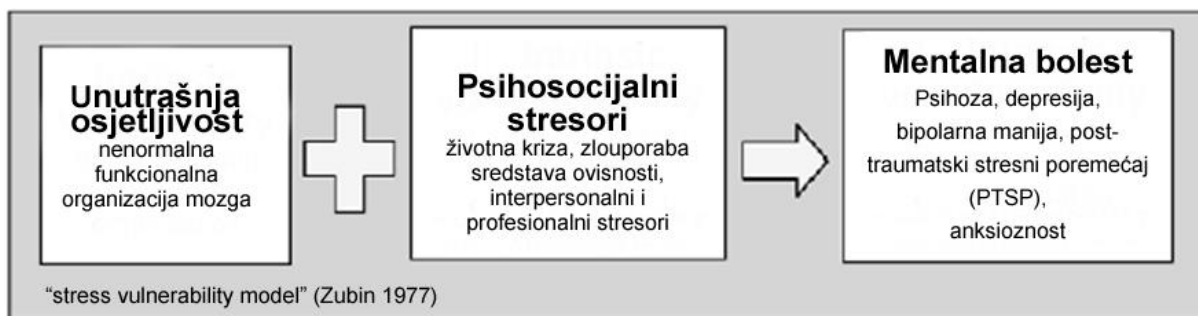 Unutrašnja
osjetljivost
nenormalna
funkcionalna
organizacija mozga
Psihosocijalni
stresori
životna kriza, zlouporaba
sredstava ovisnosti,
interpersonalni i
profesionalni stresori
Mentalna bolest
Psihoza, depresija,
bipolarna manija, post-
traumatski stresni poremećaj
(PTSP),
anksioznost
“stress vulnerability model” (Zubin 1977)